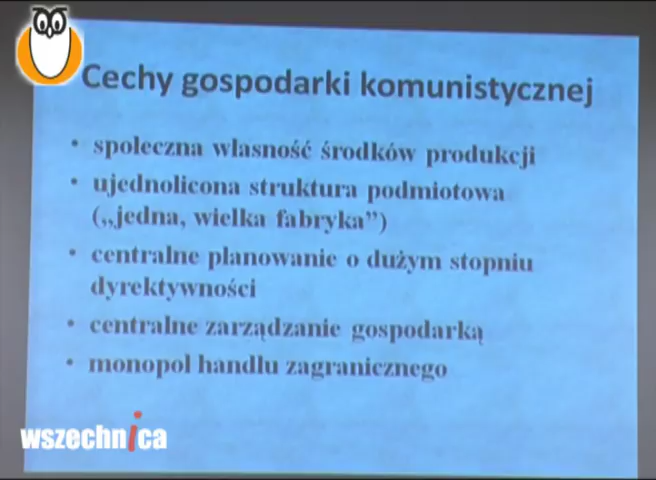 Cechy gospodarki komunistycznej
• społeczna własność środków produkcji
• ujednolicona struktura podmiotowa
(„jedna, wielka fabryka”)
• centralne planowanie o dużym stopniu
dyrektywności
• centralne zarządzanie gospodarką
• monopol handlu zagranicznego
wszechnica